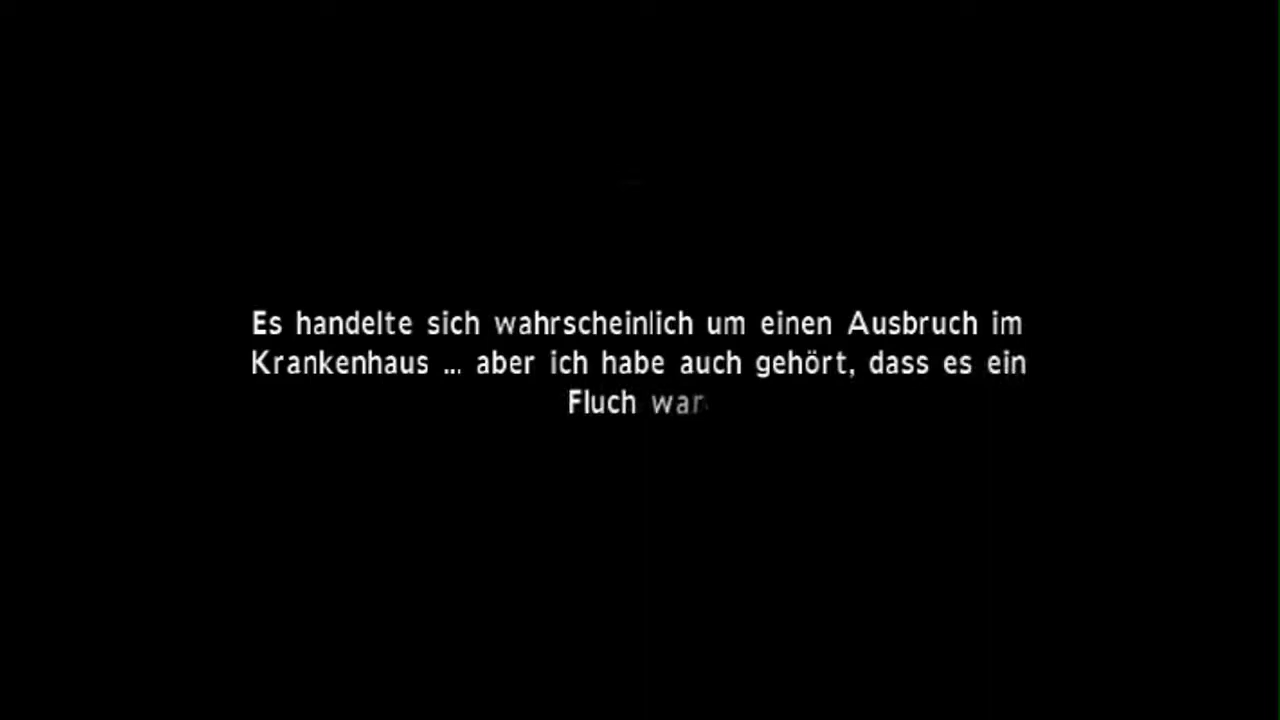 Es handelte sich wahrscheinlich um einen Ausbruch im
Krankenhaus ... aber ich habe auch gehört, dass es ein
Fluch war